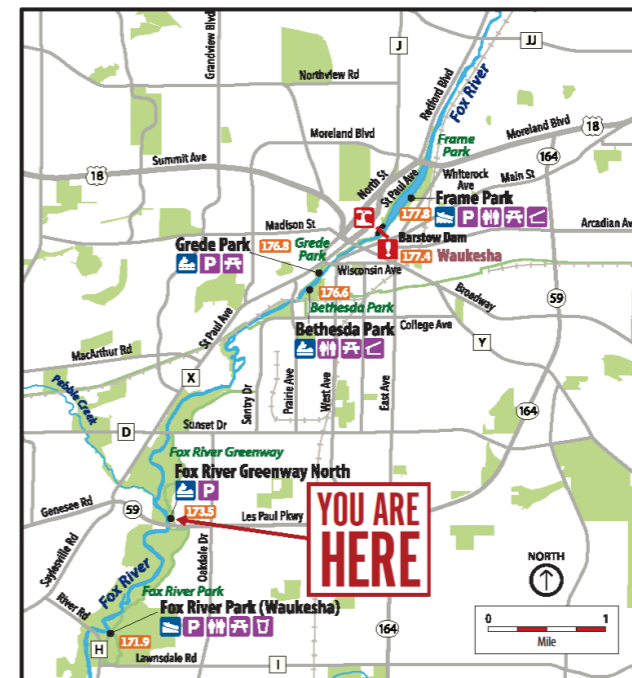 Grandview Blvd
J
JJ
Northview Rd
Redford Blvd
Fox River
Moreland Blvd
Frame
Park
Moreland Blvd
18
164
Summit Ave
18
North St
St Paul Ave
Whiterock
Ave
Main St
Frame Park
177.8
P
Madison St
Arcadian Av
Barstow Dam
177.4
Waukesha
Grede Park
176.8
Grede
Park
P
Wisconsin Ave
176.6
Bethesda Park
Broadway
59
St Paul Ave
Bethesda Park
College Ave
Y
MacArthur Rd
X
Pebble Creek
Sentry Dr
Prairie Ave
West Ave
East Ave
164
D
Sunset Dr
Fox River Greenway
Fox River Greenway North
P
173.5
Genesee Rd
59
Les Paul Pkwy
YOU ARE
HERE
Saylesville Rd
Oakdale Dr
Fox River
NORTH
River Rd
Fox River Park
Fox River Park (Waukesha)
P
171.9
H
164
0
1
Mile
Lawnsdale Rd
I